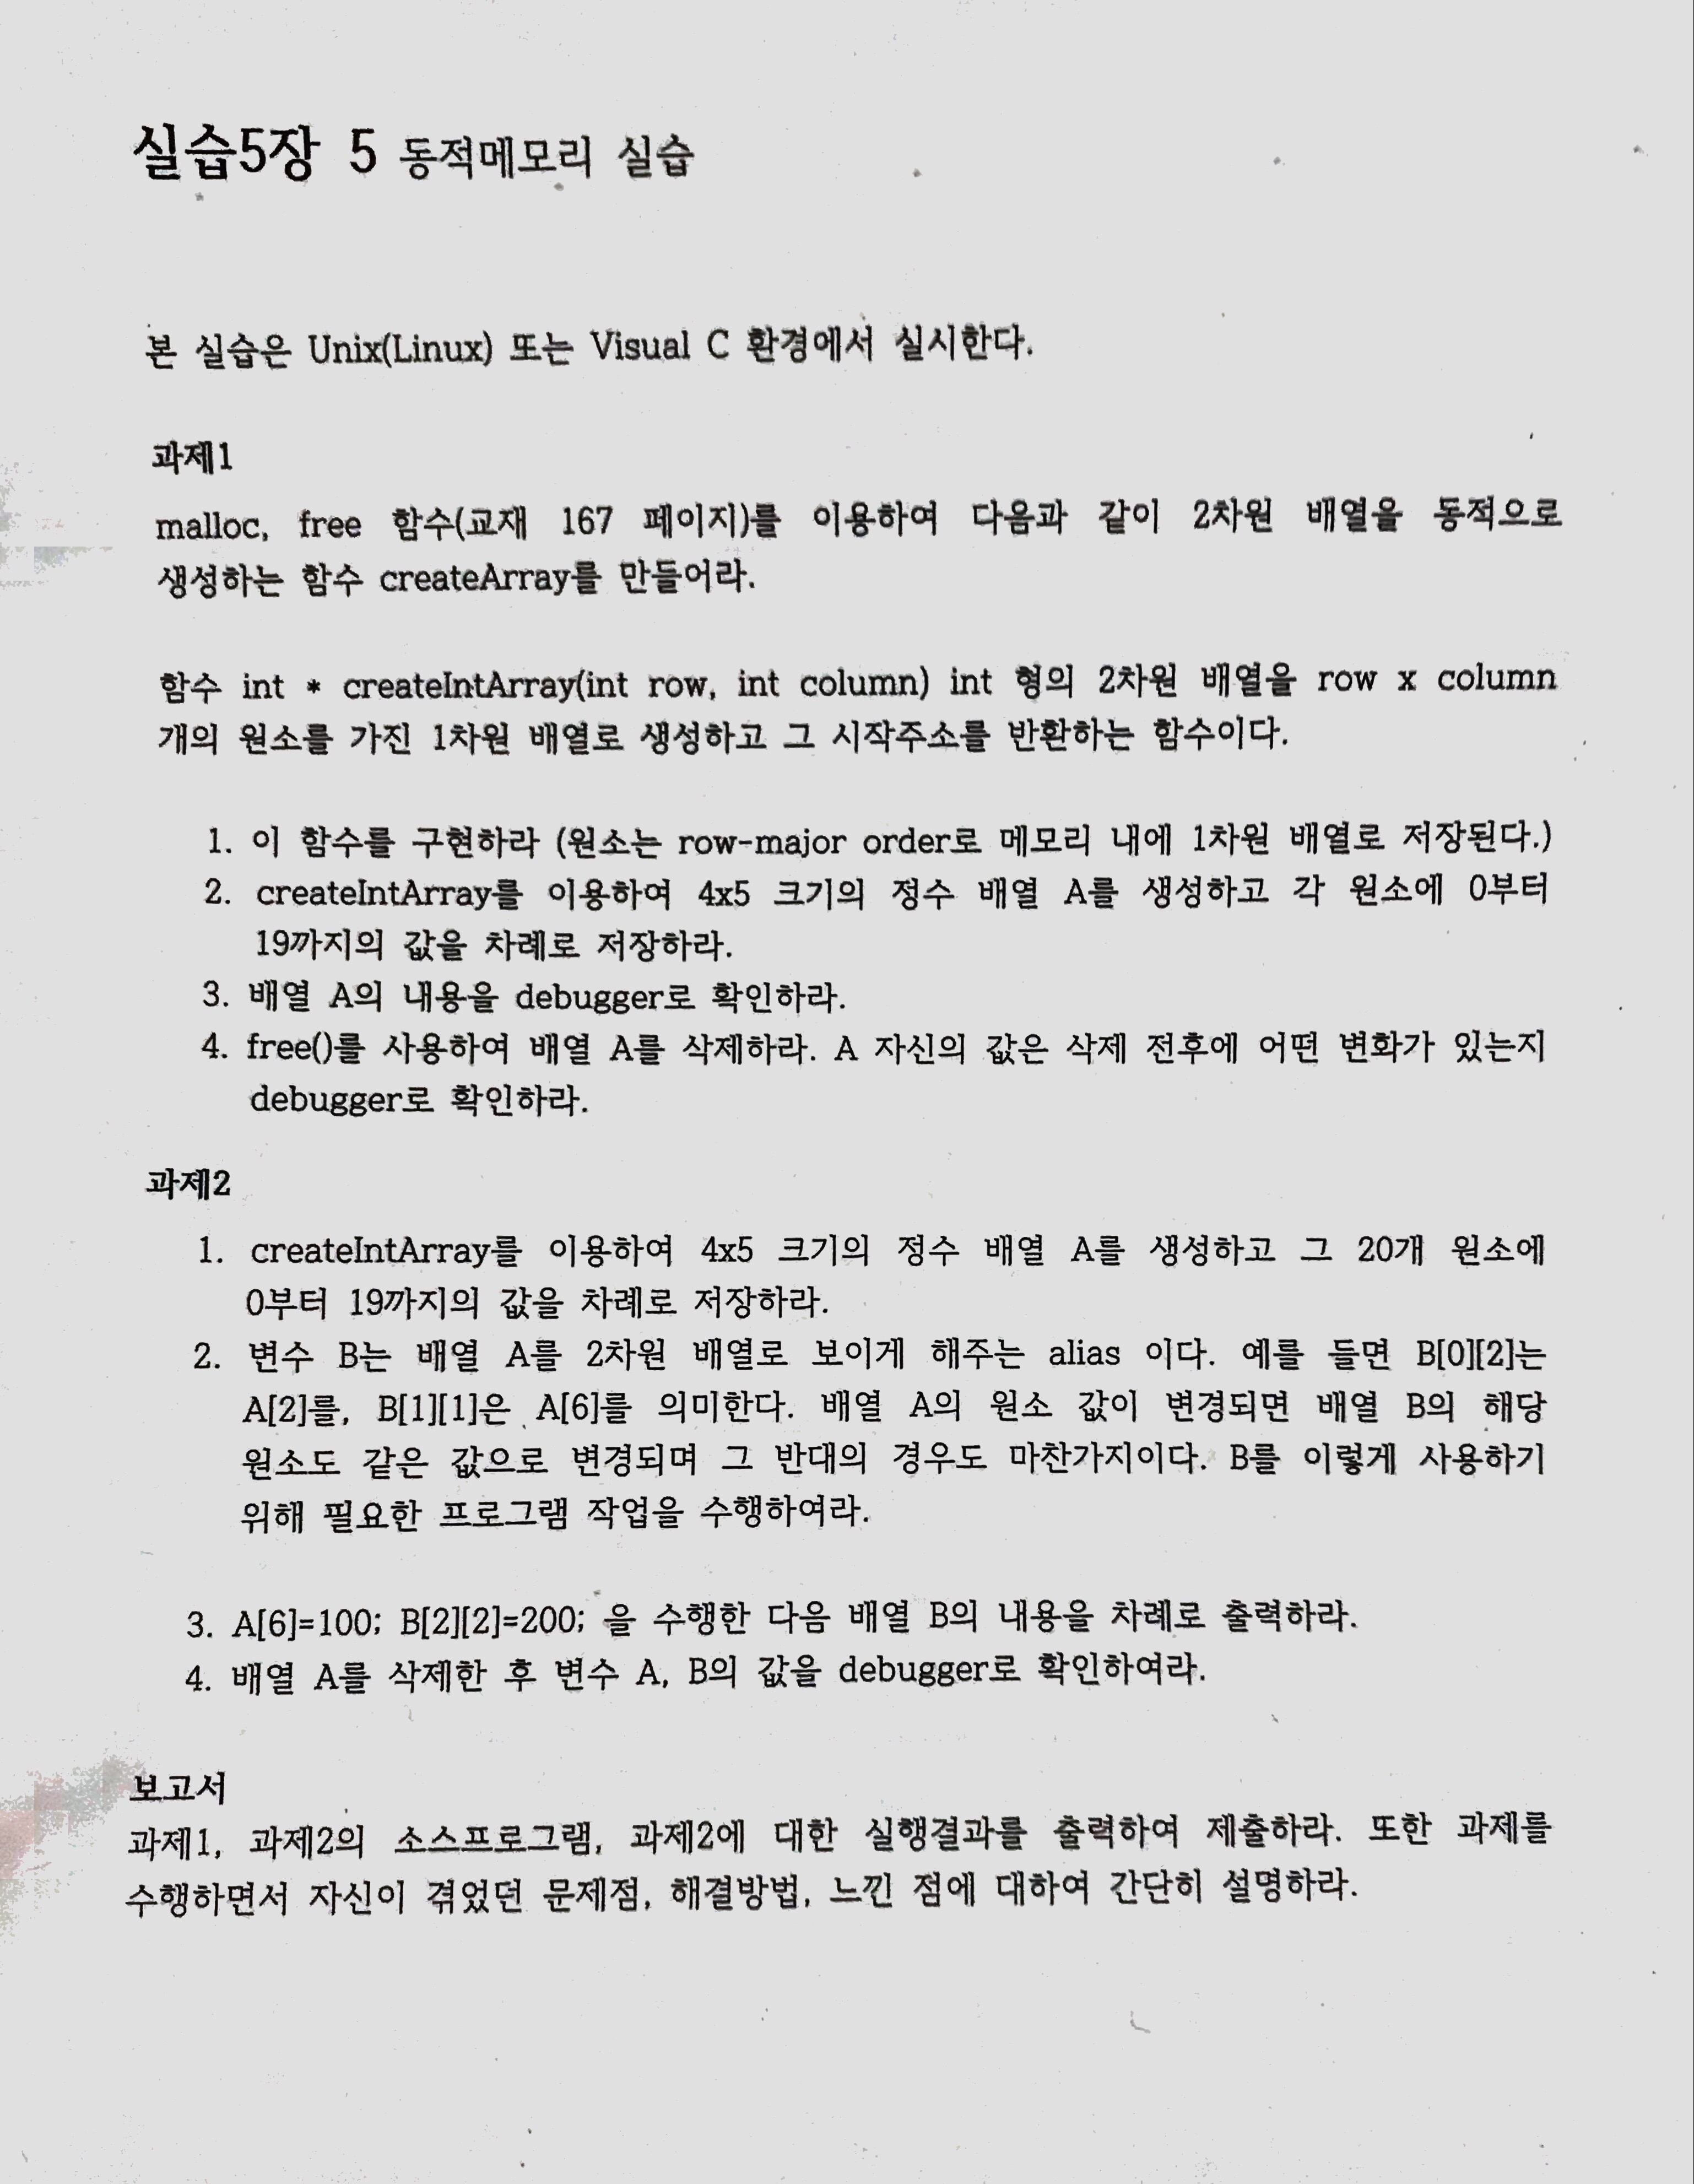 실습5장 5 동적메모리 실습
본 실습은 Unix(Linux) 또는 Visual C 환경에서 실시한다.
과제1
malloc, free 함수(교재 167 페이지)를 이용하여 다음과 같이 2차원 배열을 동적으로
생성하는 함수 createArray를 만들어라.
함수 int * createIntArray(int row, int column) int 형의 2차원 배열을 row x column
개의 원소를 가진 1차원 배열로 생성하고 그 시작주소를 반환하는 함수이다.
1. 이 함수를 구현하라 (원소는 row-major order로 메모리 내에 1차원 배열로 저장된다.)
2. createIntArray를 이용하여 4x5 크기의 정수 배열 A를 생성하고 각 원소에 0부터
19까지의 값을 차례로 저장하라.
3. 배열 A의 내용을 debugger로 확인하라.
4. free()를 사용하여 배열 A를 삭제하라. A 자신의 값은 삭제 전후에 어떤 변화가 있는지
debugger로 확인하라.
과제2
1. createIntArray를 이용하여 4x5 크기의 정수 배열 A를 생성하고 그 20개 원소에
0부터 19까지의 값을 차례로 저장하라.
2. 변수 B는 배열 A를 2차원 배열로 보이게 해주는 alias 이다. 예를 들면 B[0][2]는
A[2]를, B[1][1]은 A[6]를 의미한다. 배열 A의 원소 값이 변경되면 배열 B의 해당
원소도 같은 값으로 변경되며 그 반대의 경우도 마찬가지이다. B를 이렇게 사용하기
위해 필요한 프로그램 작업을 수행하여라.
3. A[6]=100; B[2][2]=200; 을 수행한 다음 배열 B의 내용을 차례로 출력하라.
4. 배열 A를 삭제한 후 변수 A, B의 값을 debugger로 확인하여라.
보고서
과제1, 과제2의 소스프로그램, 과제2에 대한 실행결과를 출력하여 제출하라. 또한 과제를
수행하면서 자신이 겪었던 문제점, 해결방법, 느낀 점에 대하여 간단히 설명하라.